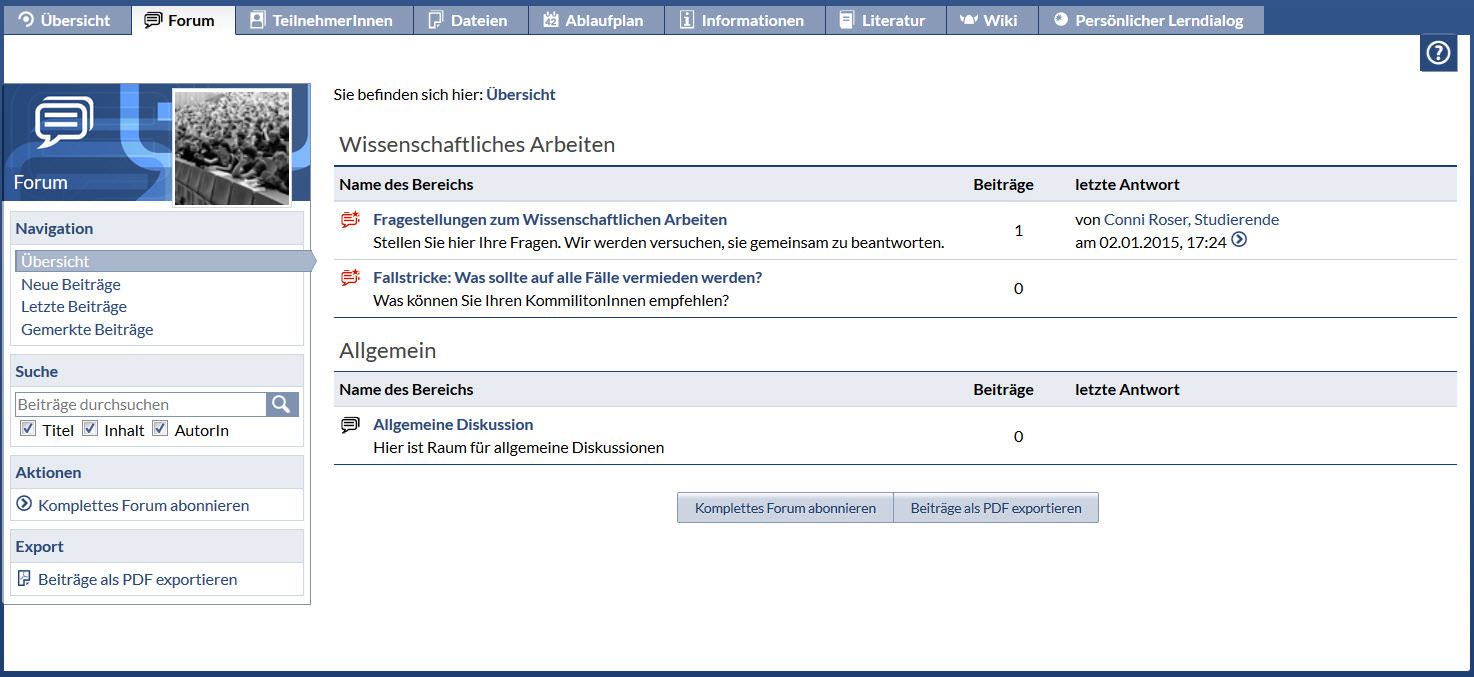 Übersicht
Forum
TeilnehmerInnen
Dateien
42 Ablaufplan
Informationen
Literatur
Wiki
Persönlicher Lerndialog
?
Forum
Navigation
Übersicht
Neue Beiträge
Letzte Beiträge
Gemerkte Beiträge
Suche
Beiträge durchsuchen
Titel Inhalt AutorIn
Aktionen
Komplettes Forum abonnieren
Export
Beiträge als PDF exportieren
Sie befinden sich hier: Übersicht
Wissenschaftliches Arbeiten
Name des Bereichs Beiträge letzte Antwort
Fragestellungen zum Wissenschaftlichen Arbeiten
Stellen Sie hier Ihre Fragen. Wir werden versuchen, sie gemeinsam zu beantworten.
1
von Conni Roser, Studierende
am 02.01.2015, 17:24
Fallstricke: Was sollte auf alle Fälle vermieden werden?
Was können Sie Ihren KommilitonInnen empfehlen?
0
Allgemein
Name des Bereichs Beiträge letzte Antwort
Allgemeine Diskussion
Hier ist Raum für allgemeine Diskussionen
0
Komplettes Forum abonnieren Beiträge als PDF exportieren